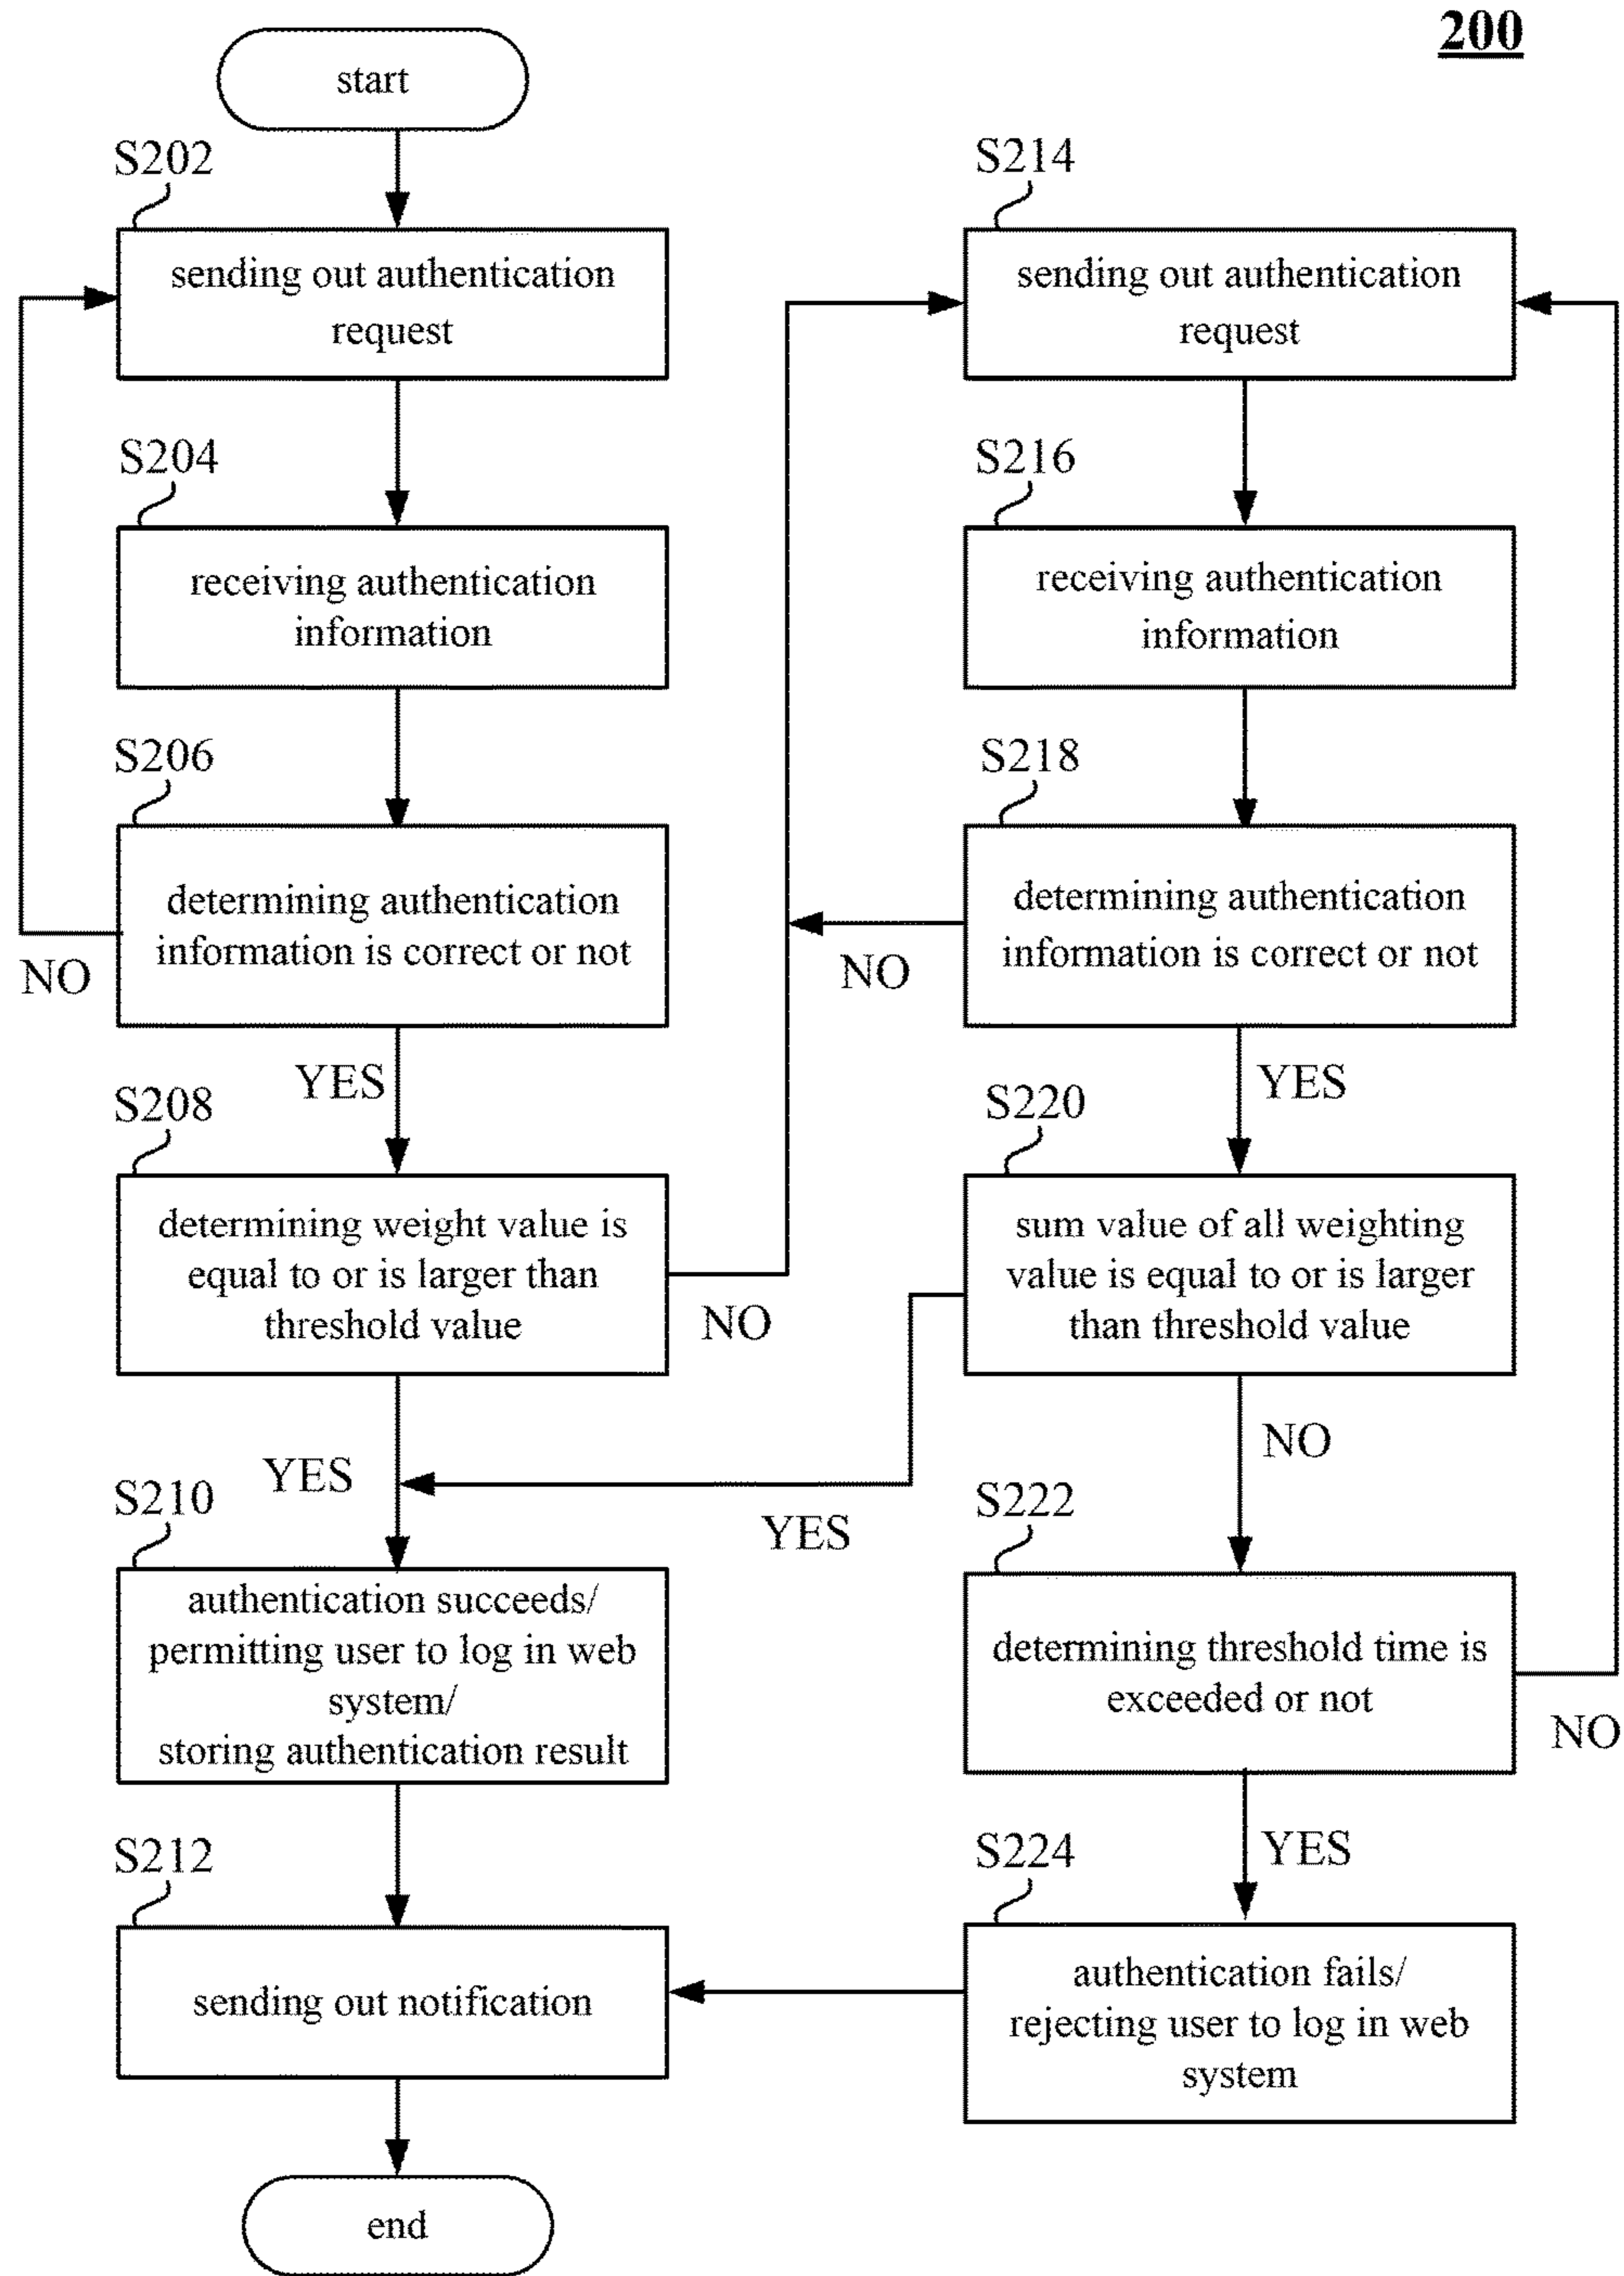 200
start
S202
sending out authentication
request
S204
receiving authentication
information
S206
determining authentication
information is correct or not
NO
YES
S208
determining weight value is
equal to or is larger than
threshold value
NO
YES
S210
authentication succeeds/
permitting user to log in web
system/
storing authentication result
S212
sending out notification
end
S214
sending out authentication
request
S216
receiving authentication
information
S218
determining authentication
information is correct or not
NO
YES
S220
sum value of all weighting
value is equal to or is larger
than threshold value
YES
NO
S222
determining threshold time is
exceeded or not
NO
YES
S224
authentication fails/
rejecting user to log in web
system